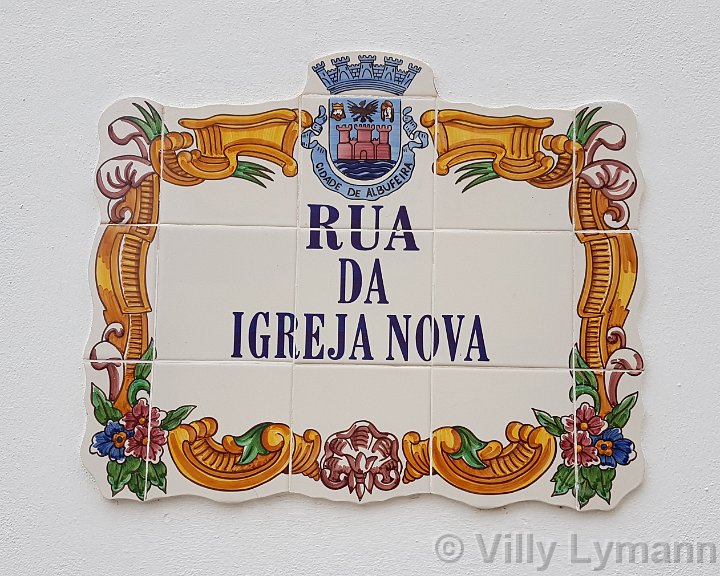 CIDADE DE ALBUFEIRA
RUA
DA
IGREJA NOVA
© Villy Lymann